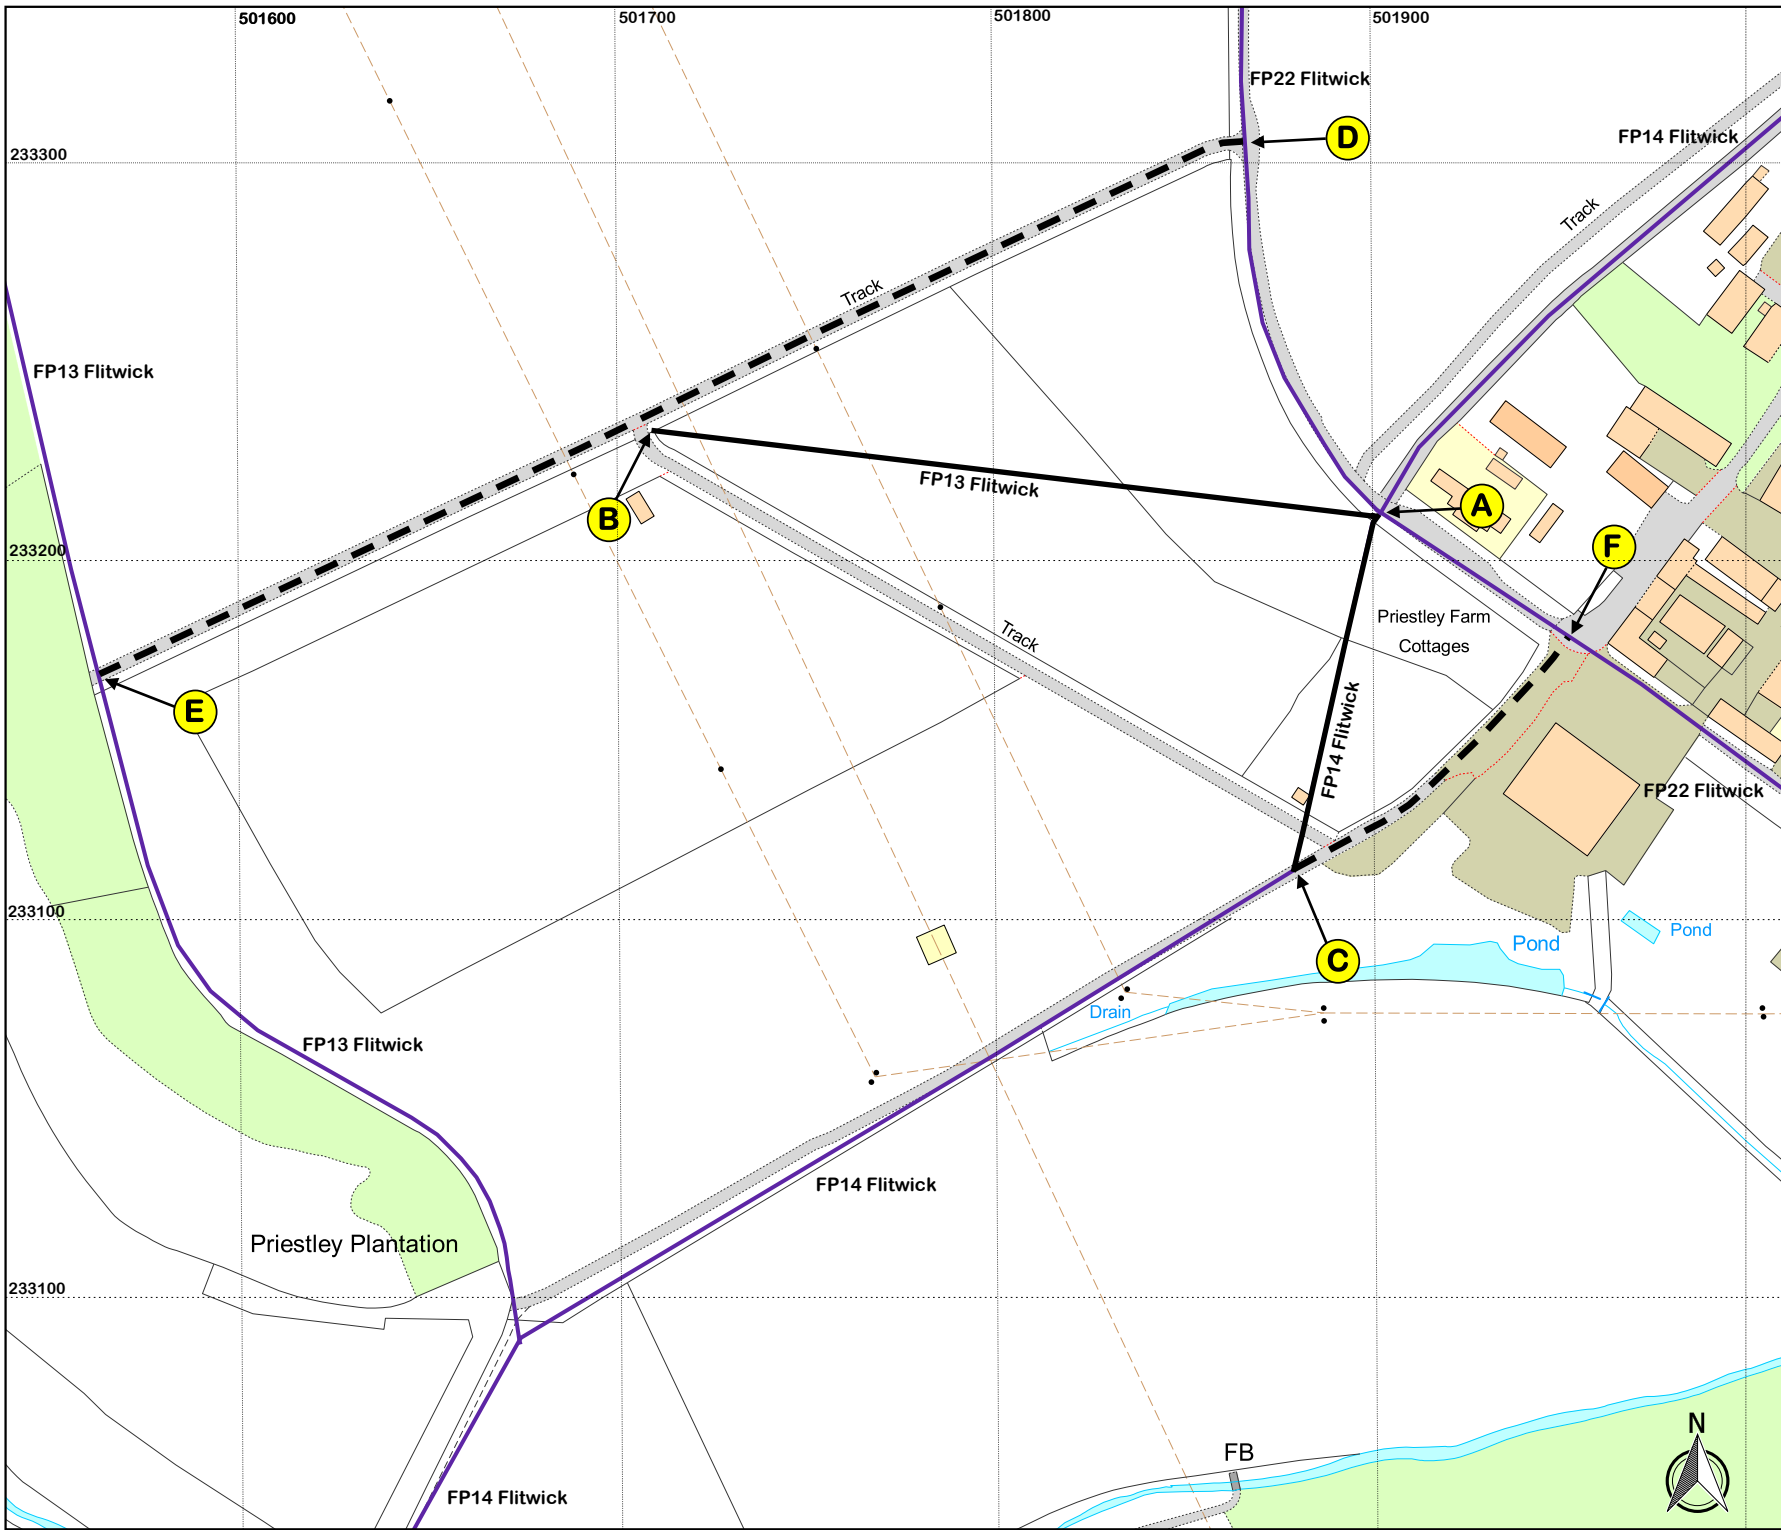 501600
501700
501800
501900
FP22 Flitwick
D
FP14 Flitwick
233300
Track
Track
FP13 Flitwick
FP13 Flitwick
A
B
F
233200
Priestley Farm
Cottages
Track
E
FP14 Flitwick
FP22 Flitwick
233100
Pond
Pond
C
Drain
FP13 Flitwick
FP14 Flitwick
Priestley Plantation
233100
N
FB
FP14 Flitwick